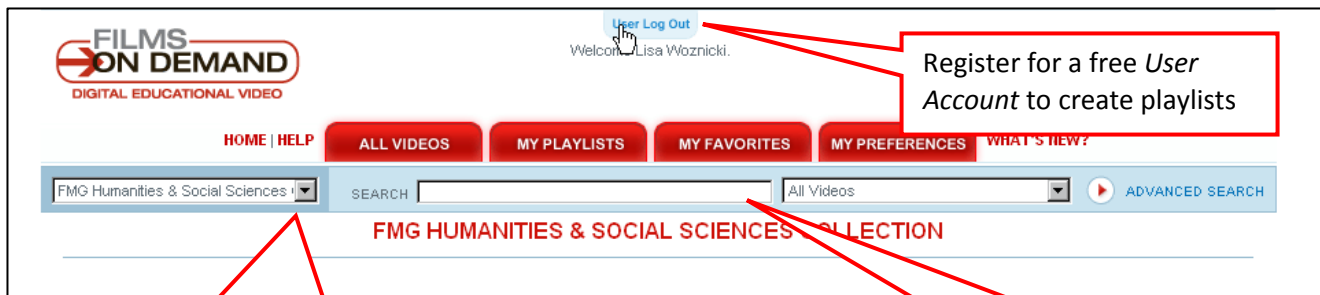 User Log Out
Welcom Lisa Woznicki.
FILMS
ON DEMAND
DIGITAL EDUCATIONAL VIDEO
Register for a free User
Account to create playlists
HOME | HELP
ALL VIDEOS
MY PLAYLISTS
MY FAVORITES
MY PREFERENCES
WHAT'S NEW?
FMG Humanities & Social Sciences
SEARCH
All Videos
ADVANCED SEARCH
FMG HUMANITIES & SOCIAL SCIENCES COLLECTION